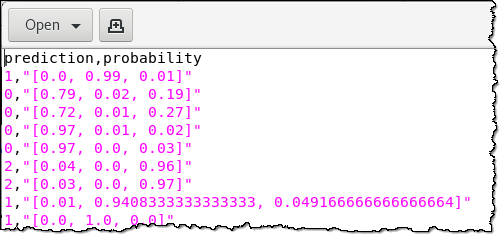 Open
prediction,probability
1,"[0.0, 0.99, 0.01]"
0,"[0.79, 0.02, 0.19]"
0,"[0.72, 0.01, 0.27]"
0,"[0.97, 0.01, 0.02]"
0,"[0.97, 0.0, 0.03]"
2,"[0.04, 0.0, 0.96]"
2,"[0.03, 0.0, 0.97]"
1,"[0.01, 0.9408333333333333, 0.049166666666666664]"
1,"[0.0, 1.0, 0.0]"